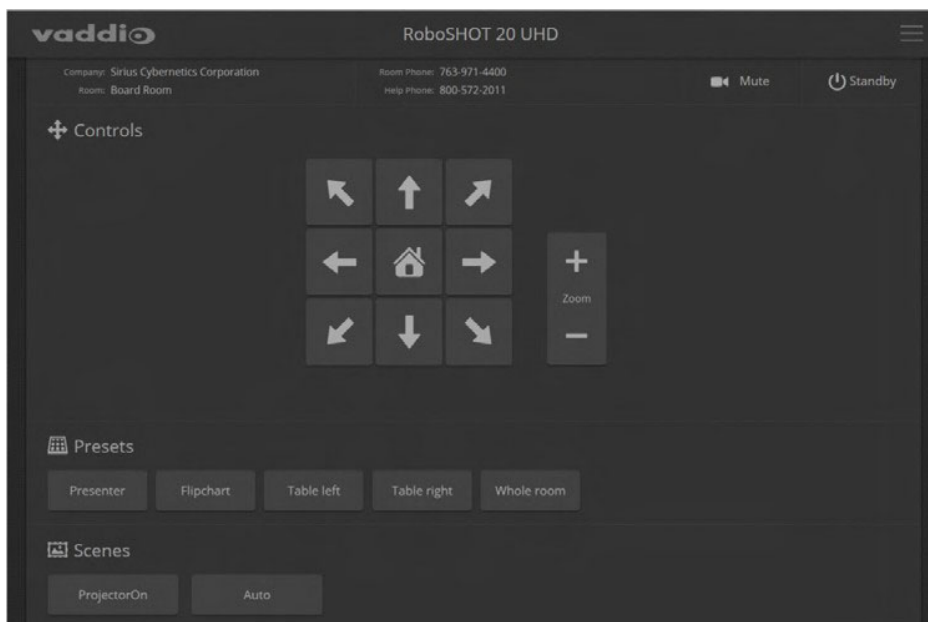 vaddio
RoboSHOT 20 UHD
Company: Sirius Cybernetics Corporation
Room: Board Room
Room Phone: 763-971-4400
Help Phone: 800-572-2011
Mute
Standby
Controls
+
Zoom
−
Presets
Presenter Flipchart Table left Table right Whole room
Scenes
ProjectorOn Auto